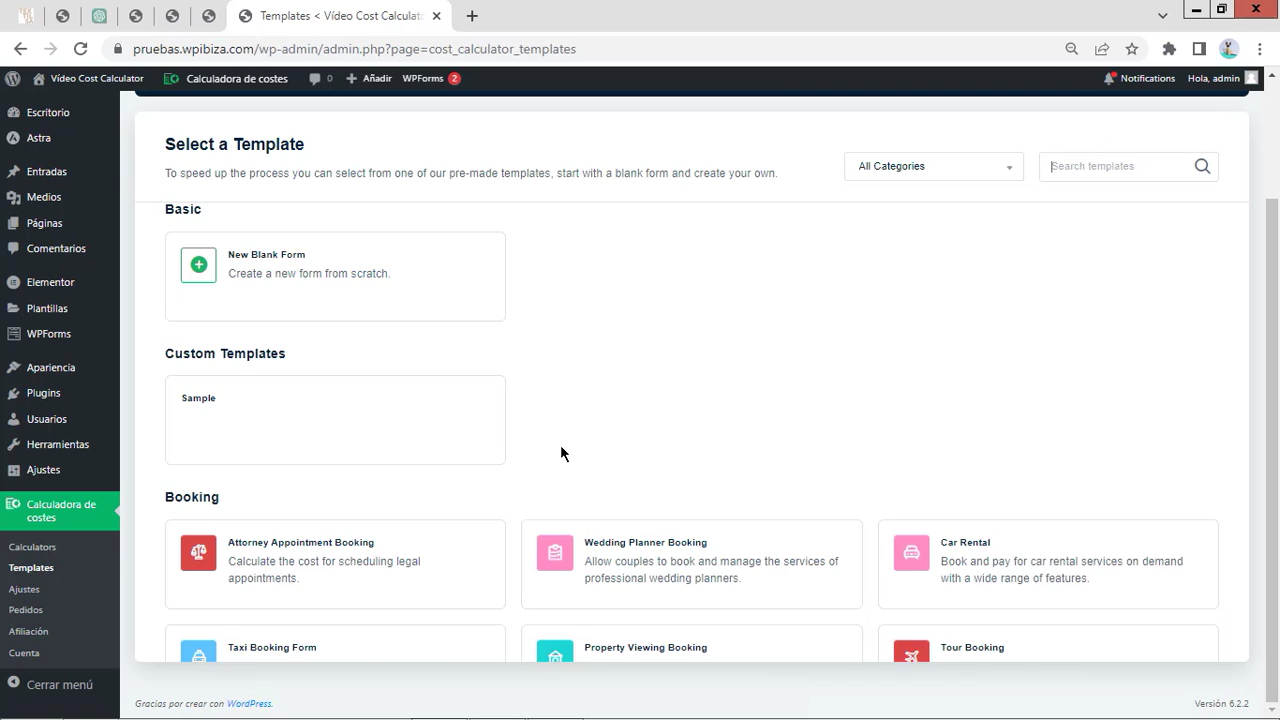 Templates < Vídeo Cost Calculato
pruebas.wpibiza.com/wp-admin/admin.php?page=cost_calculator_templates
Vídeo Cost Calculator
Calculadora de costes
0
Añadir
WPForms 2
Notifications
Hola, admin
Escritorio
Astra
Entradas
Medios
Páginas
Comentarios
Elementor
Plantillas
WPForms
Apariencia
Plugins
Usuarios
Herramientas
Ajustes
Calculadora de
costes
Calculators
Templates
Ajustes
Pedidos
Afiliación
Cuenta
Cerrar menú
Select a Template
To speed up the process you can select from one of our pre-made templates, start with a blank form and create your own.
All Categories
Search templates
Basic
New Blank Form
Create a new form from scratch.
Custom Templates
Sample
Booking
Attorney Appointment Booking
Calculate the cost for scheduling legal
appointments.
Wedding Planner Booking
Allow couples to book and manage the services of
professional wedding planners.
Car Rental
Book and pay for car rental services on demand
with a wide range of features.
Taxi Booking Form
Property Viewing Booking
Tour Booking
Gracias por crear con WordPress.
Versión 6.2.2